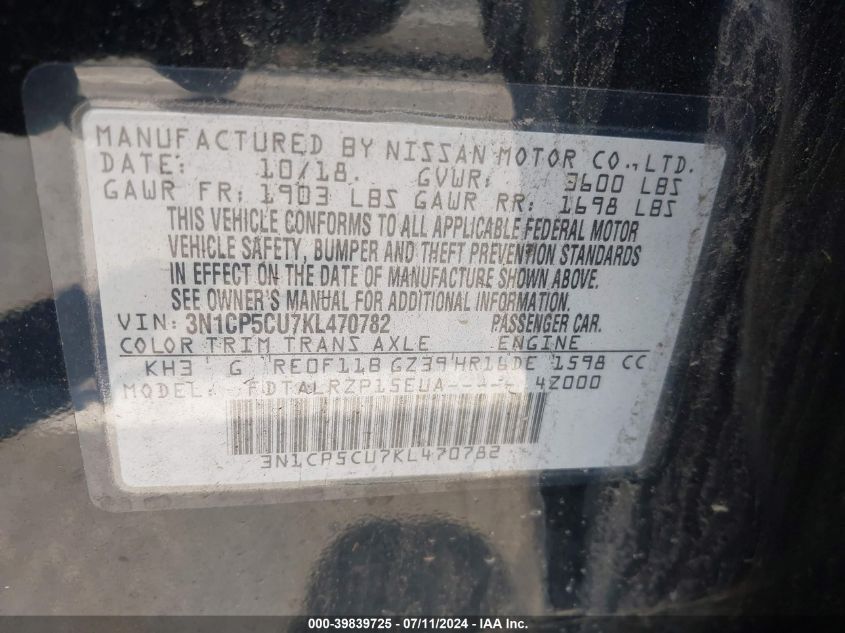 MANUFACTURED BY NISSAN MOTOR CO., LTD.
DATE: 10/18. GVWR: 3600 LBS
GAWR FR: 1903 LBS GAWR RR: 1698 LBS
THIS VEHICLE CONFORMS TO ALL APPLICABLE FEDERAL MOTOR
VEHICLE SAFETY, BUMPER AND THEFT PREVENTION STANDARDS
IN EFFECT ON THE DATE OF MANUFACTURE SHOWN ABOVE.
SEE OWNER'S MANUAL FOR ADDITIONAL INFORMATION.
VIN: 3N1CP5CU7KL470782 PASSENGER CAR.
COLOR TRIM TRANS AXLE ENGINE
KH3 G RE0F11B GZ39 HR16DE 1598 CC
MODEL: FDTALRZP15EUA----- 4Z000
3N1CP5CU7KL470782
000-39839725 - 07/11/2024 - IAA Inc.